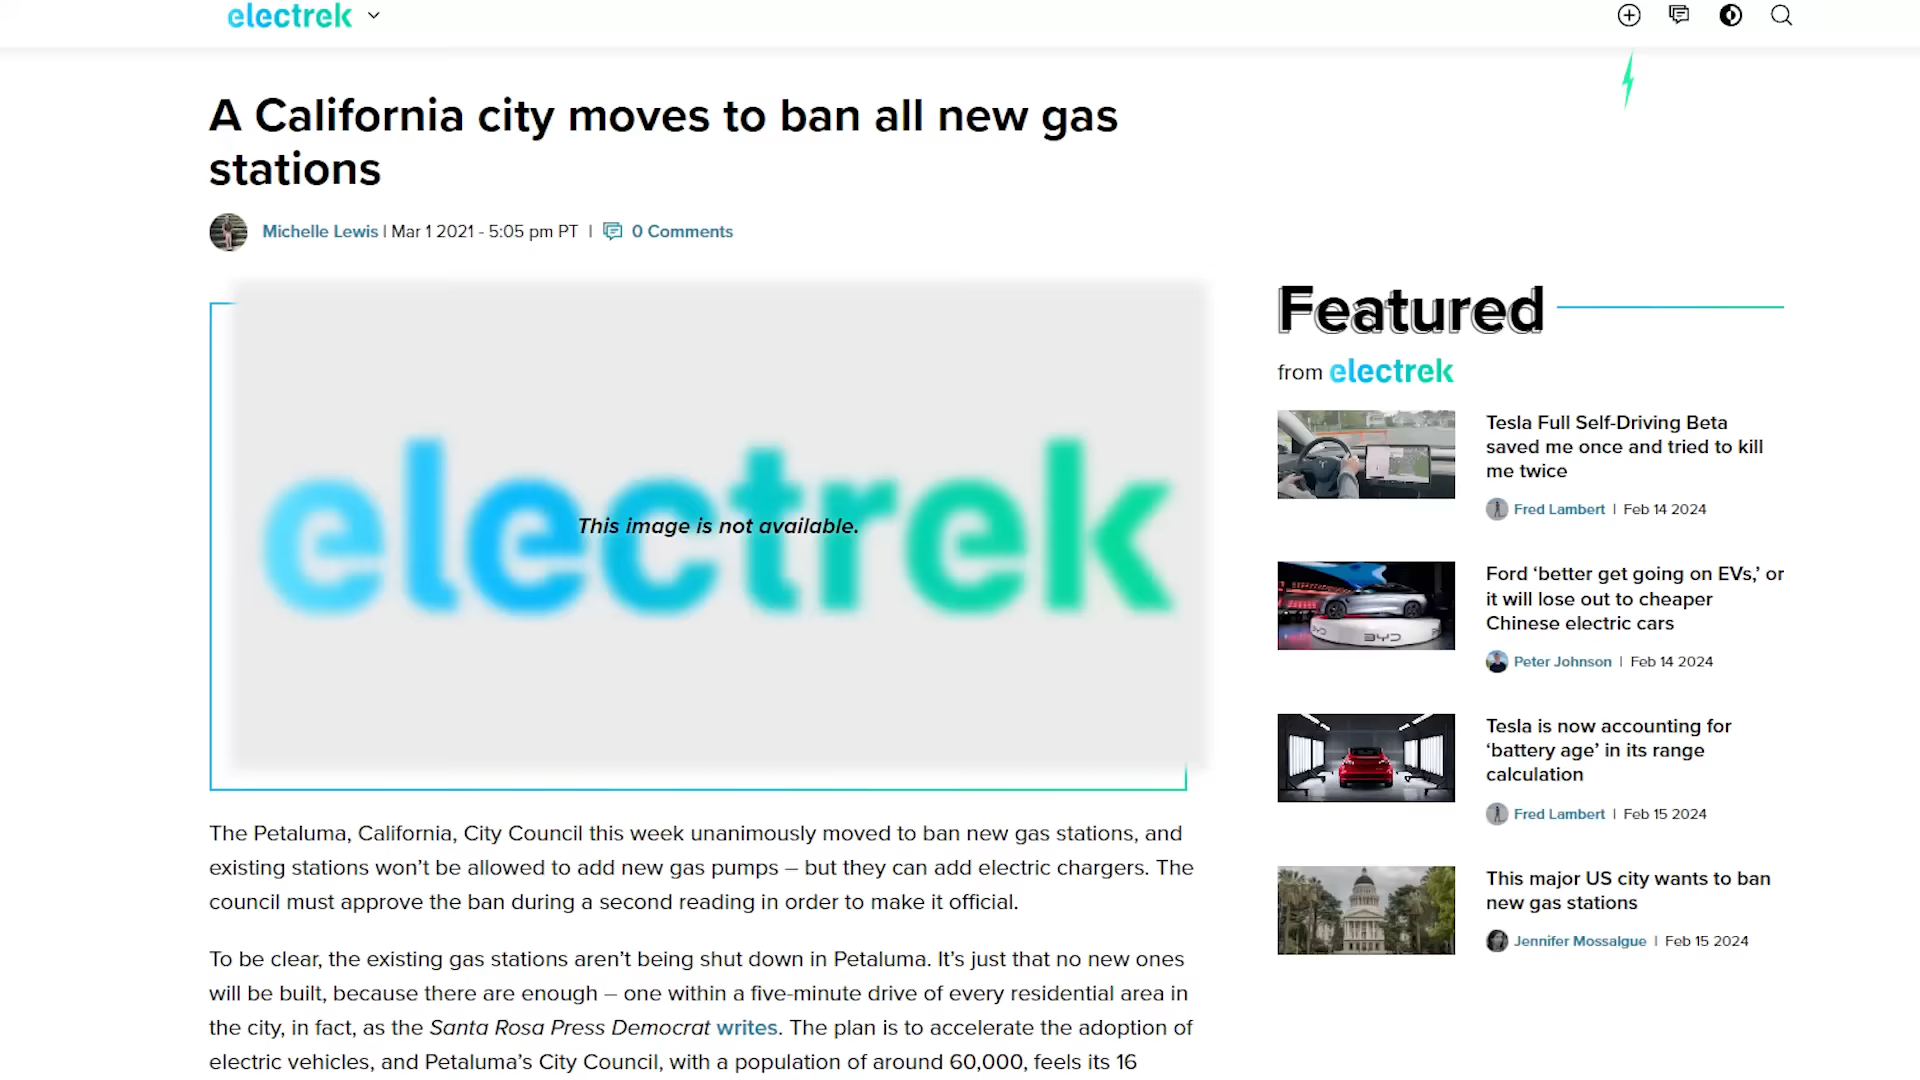 electrek
A California city moves to ban all new gas
stations
Michelle Lewis | Mar 1 2021 - 5:05 pm PT | 0 Comments
electrek
This image is not available.
The Petaluma, California, City Council this week unanimously moved to ban new gas stations, and
existing stations won’t be allowed to add new gas pumps – but they can add electric chargers. The
council must approve the ban during a second reading in order to make it official.
To be clear, the existing gas stations aren’t being shut down in Petaluma. It’s just that no new ones
will be built, because there are enough – one within a five-minute drive of every residential area in
the city, in fact, as the Santa Rosa Press Democrat writes. The plan is to accelerate the adoption of
electric vehicles, and Petaluma’s City Council, with a population of around 60,000, feels its 16
Featured
from electrek
Tesla Full Self-Driving Beta
saved me once and tried to kill
me twice
Fred Lambert | Feb 14 2024
BYD
Ford ‘better get going on EVs,’ or
it will lose out to cheaper
Chinese electric cars
Peter Johnson | Feb 14 2024
Tesla is now accounting for
‘battery age’ in its range
calculation
Fred Lambert | Feb 15 2024
This major US city wants to ban
new gas stations
Jennifer Mossalgue | Feb 15 2024